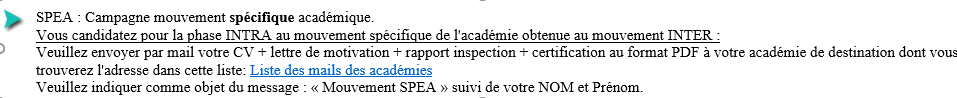 SPEA : Campagne mouvement spécifique académique.
Vous candidatez pour la phase INTRA au mouvement spécifique de l'académie obtenue au mouvement INTER :
Veuillez envoyer par mail votre CV + lettre de motivation + rapport inspection + certification au format PDF à votre académie de destination dont vous
trouverez l'adresse dans cette liste: Liste des mails des académies
Veuillez indiquer comme objet du message : « Mouvement SPEA » suivi de votre NOM et Prénom.